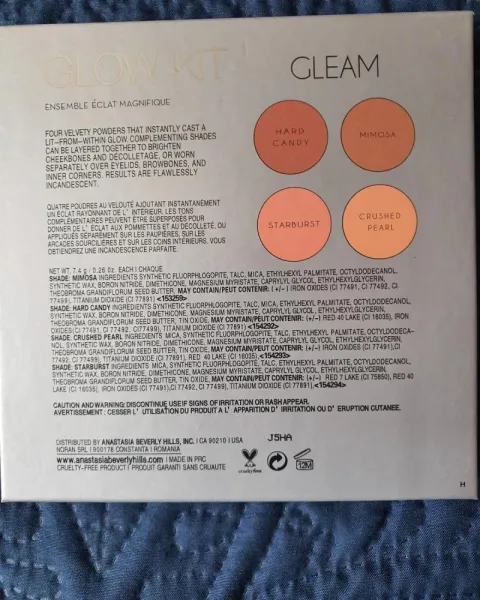 GLOW KIT
GLEAM
ENSEMBLE ÉCLAT MAGNIFIQUE
HARD
CANDY
MIMOSA
STARBURST
CRUSHED
PEARL
FOUR VELVETY POWDERS THAT INSTANTLY CAST A
LIT–FROM–WITHIN GLOW. COMPLEMENTING SHADES
CAN BE LAYERED TOGETHER TO BRIGHTEN
CHEEKBONES AND DÉCOLLETAGE, OR WORN
SEPARATELY OVER EYELIDS, BROWBONES, AND
INNER CORNERS. RESULTS ARE FLAWLESSLY
INCANDESCENT.
QUATRE POUDRES AU VELOUTÉ AJOUTANT INSTANTANÉMENT
UN ÉCLAT RAYONNANT DE L' INTÉRIEUR. LES TONS
COMPLÉMENTAIRES PEUVENT ÊTRE SUPERPOSÉS POUR
DONNER DE L' ÉCLAT AUX POMMETTES ET AU DÉCOLLETÉ, OU
APPLIQUÉS SÉPARÉMENT SUR LES PAUPIÈRES, SUR LES
ARCADES SOURCILIÈRES ET SUR LES COINS INTÉRIEURS. VOUS
OBTIENDREZ UNE INCANDESCENCE PARFAITE.
NET WT. 7.4 g / 0.26 oz. EACH I CHAQUE
SHADE: MIMOSA INGREDIENTS SYNTHETIC FLUORPHLOGOPITE, TALC, MICA, ETHYLHEXYL PALMITATE, OCTYLDODECANOL,
SYNTHETIC WAX, BORON NITRIDE, DIMETHICONE, MAGNESIUM MYRISTATE, CAPRYLYL GLYCOL, ETHYLHEXYLGLYCERIN,
THEOBROMA GRANDIFLORUM SEED BUTTER, MAY CONTAIN/PEUT CONTENIR: (+/–) IRON OXIDES (CI 77491, CI 77492, CI
77499), TITANIUM DIOXIDE (CI 77891) <153259>
SHADE: HARD CANDY INGREDIENTS SYNTHETIC FLUORPHLOGOPITE, TALC, MICA, ETHYLHEXYL PALMITATE, OCTYLDODECANOL,
SYNTHETIC WAX, BORON NITRIDE, DIMETHICONE, MAGNESIUM MYRISTATE, CAPRYLYL GLYCOL, ETHYLHEXYLGLYCERIN,
THEOBROMA GRANDIFLORUM SEED BUTTER, MAY CONTAIN/PEUT CONTENIR: (+/–) RED 40 LAKE (CI 16035), IRON
OXIDES(CI 77491, CI 77492, CI77499), TITANIUM DIOXIDE (CI 77891) <154292>
SHADE: CRUSHED PEARL INGREDIENTS MICA, SYNTHETIC FLUORPHLOGOPITE, TALC, ETHYLHEXYL PALMITATE, OCTYLDODECA-
NOL, SYNTHETIC WAX, BORON NITRIDE, DIMETHICONE, MAGNESIUM MYRISTATE, CAPRYLYL GLYCOL, ETHYLHEXYLGLYCERIN,
THEOBROMA GRANDIFLORUM SEED BUTTER, TIN OXIDE, MAY CONTAIN/PEUT CONTENIR: (+/–) IRON OXIDES (CI 77491,CI
77492, CI 77499), TITANIUM DIOXIDE (CI 77891), RED 40 LAKE (CI 16035),<154293>
SHADE: STARBURST INGREDIENTS MICA, SYNTHETIC FLUORPHLOGOPITE, TALC, ETHYLHEXYL PALMITATE, OCTYLDODECANOL,
SYNTHETIC WAX, BORON NITRIDE, DIMETHICONE, MAGNESIUM MYRISTATE, CAPRYLYL GLYCOL, ETHYLHEXYLGLYCERIN,
THEOBROMA GRANDIFLORUM SEED BUTTER, TIN OXIDE, MAY CONTAIN/PEUT CONTENIR: (+/–) RED 7 LAKE (CI 15850), RED 40
LAKE (CI 16035), IRON OXIDES (CI 77491,CI 77492, CI 77499), TITANIUM DIOXIDE (CI 77891),<154294>
CAUTION AND WARNING: DISCONTINUE USE IF SIGNS OF IRRITATION OR RASH APPEAR.
AVERTISSEMENT : CESSER L' UTILISATION DU PRODUIT A L' APPARITION D' IRRITATION OU D' ERUPTION CUTANEE.
DISTRIBUTED BY ANASTASIA BEVERLY HILLS, INC. I CA 90210 I USA
NCRAN SRL I 900178 CONSTANTA I ROMANIA
www.anastasiabeverlyhills.com I MADE IN PRC
CRUELTY–FREE PRODUCT I PRODUIT GARANTI SANS CRUAUTÉ
J5HA
crueltyfree
12M
H